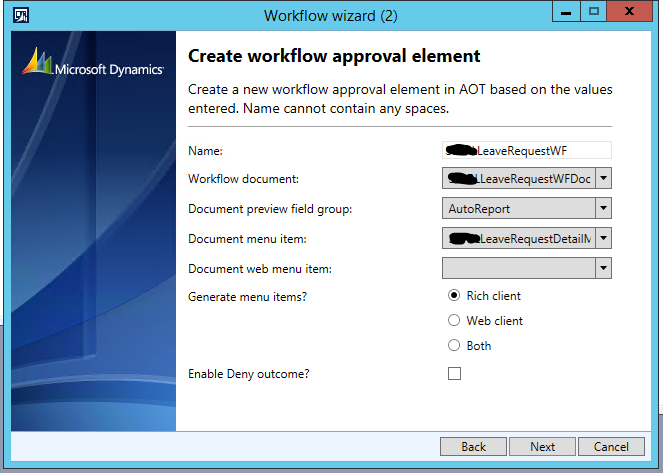 Workflow wizard (2)
Microsoft Dynamics
Create workflow approval element
Create a new workflow approval element in AOT based on the values
entered. Name cannot contain any spaces.
Name:
LeaveRequestWF
Workflow document:
LeaveRequestWFDoc
Document preview field group:
AutoReport
Document menu item:
LeaveRequestDetailM
Document web menu item:
Generate menu items?
Rich client
Web client
Both
Enable Deny outcome?
Back
Next
Cancel